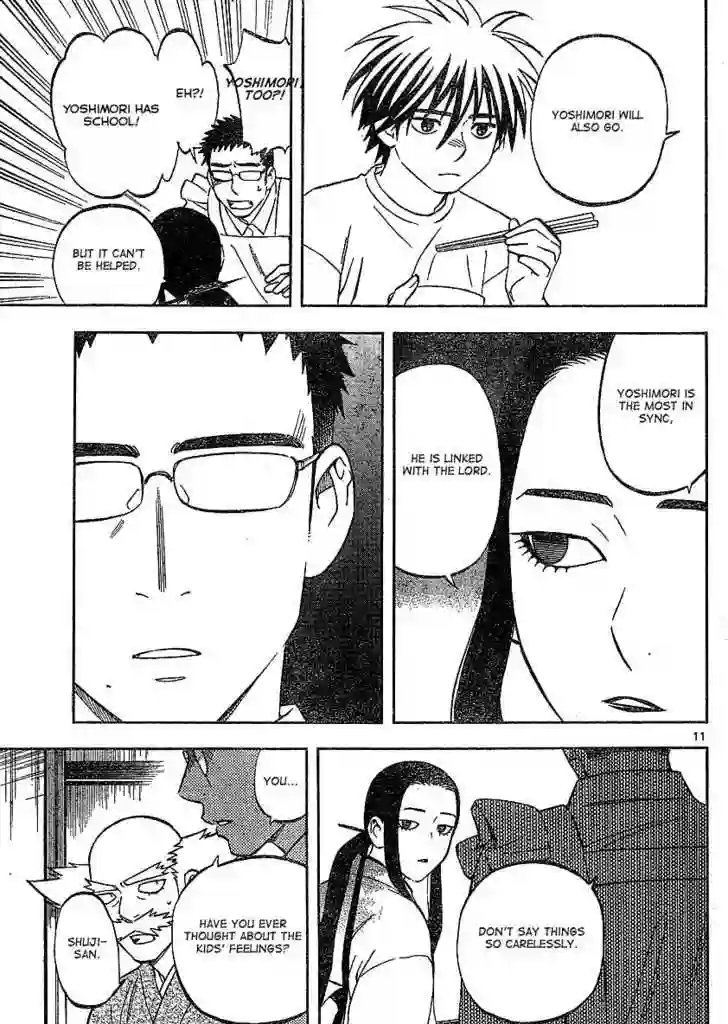 YOSHIMORI WILL
ALSO GO.
YOSHIMORI,
TOO?!
EH?!
YOSHIMORI HAS
SCHOOL!
BUT IT CAN'T
BE HELPED.
YOSHIMORI IS
THE MOST IN
SYNC,
HE IS LINKED
WITH THE LORD.
11
DON'T SAY THINGS
SO CARELESSLY.
YOU...
HAVE YOU EVER
THOUGHT ABOUT THE
KIDS' FEELINGS?
SHUJI-
SAN.